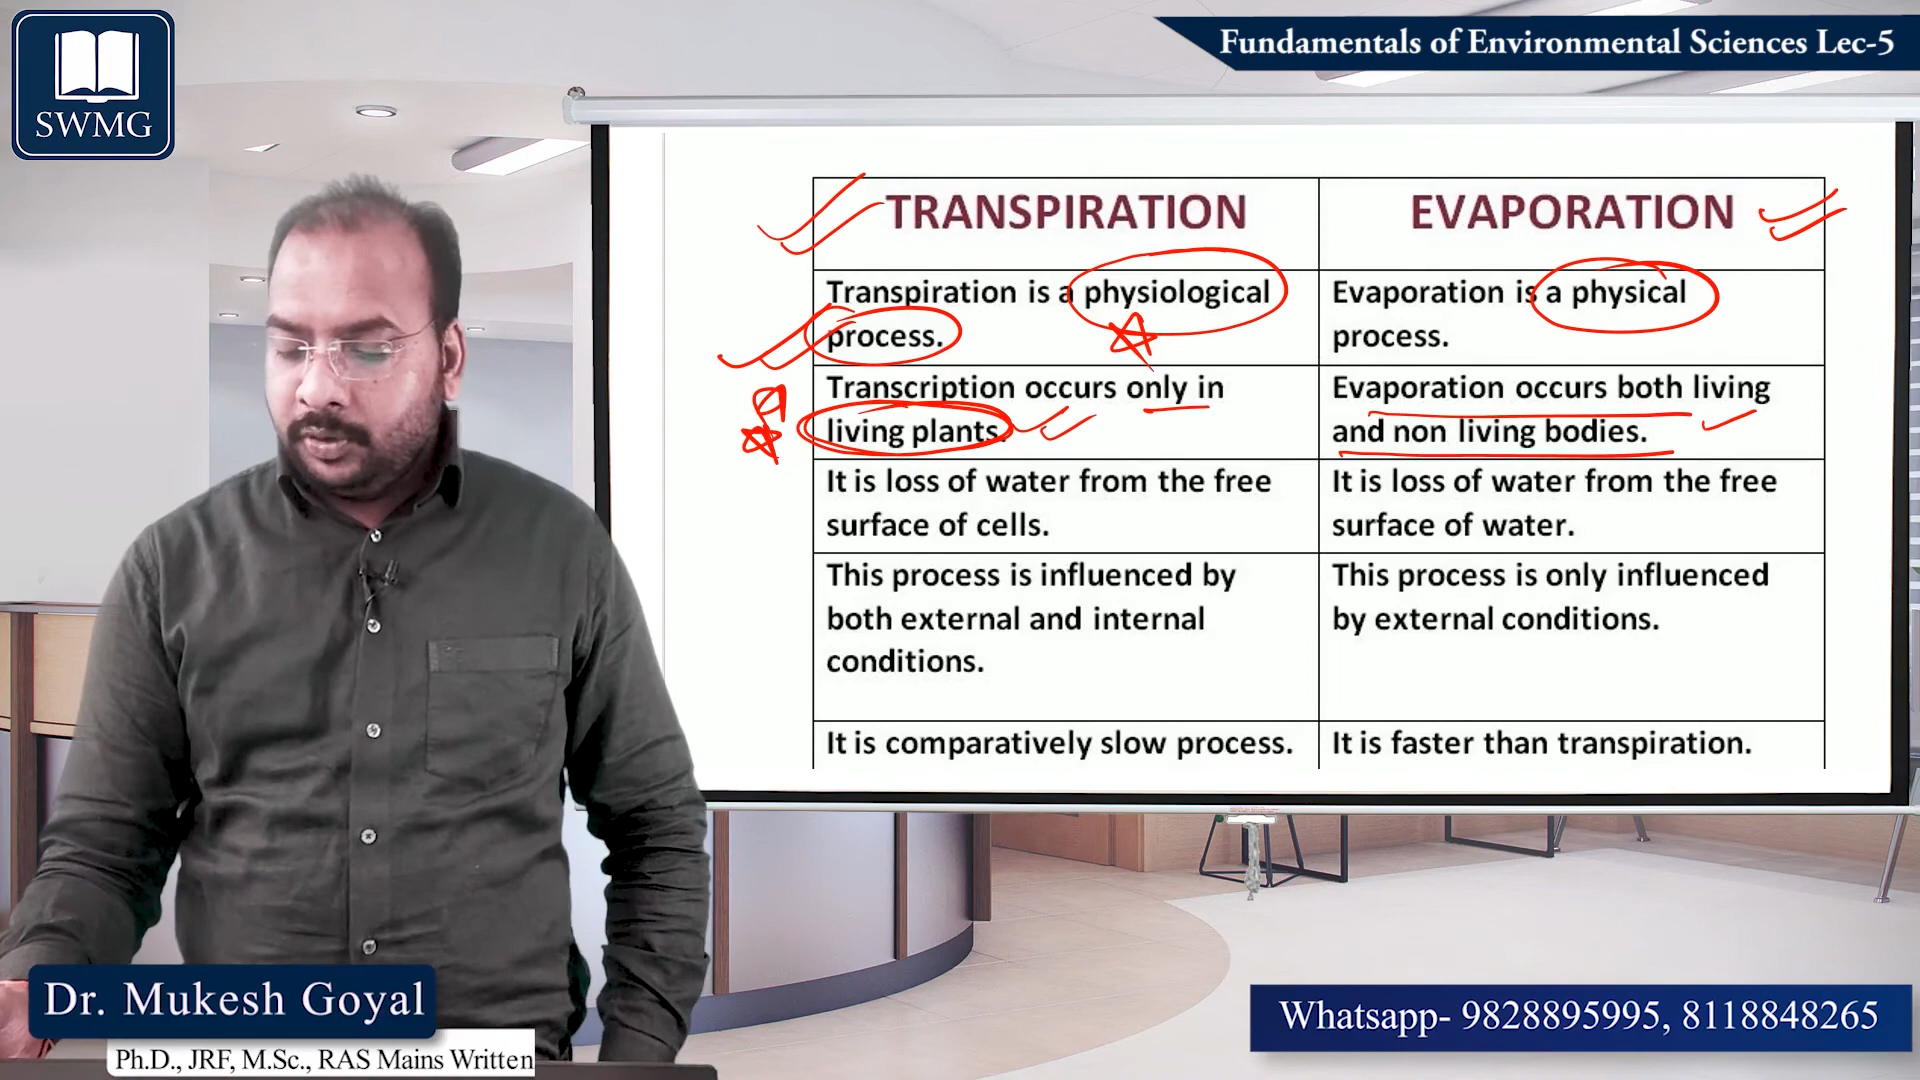 SWMG
Fundamentals of Environmental Sciences Lec-5
TRANSPIRATION
EVAPORATION
Transpiration is a physiological
process.
Evaporation is a physical
process.
Transcription occurs only in
living plants.
Evaporation occurs both living
and non living bodies.
It is loss of water from the free
surface of cells.
It is loss of water from the free
surface of water.
This process is influenced by
both external and internal
conditions.
This process is only influenced
by external conditions.
It is comparatively slow process.
It is faster than transpiration.
Dr. Mukesh Goyal
Ph.D., JRF, M.Sc., RAS Mains Written
Whatsapp- 9828895995, 8118848265